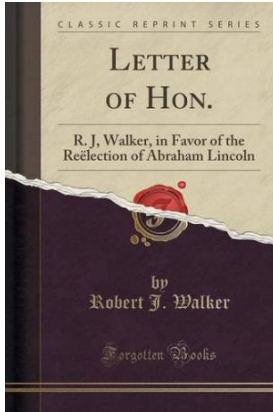 CLASSIC REPRINT SERIES
LETTER
OF HON.
R. J, Walker, in Favor of the
Reëlection of Abraham Lincoln
by
Robert J. Walker
Forgotten Books